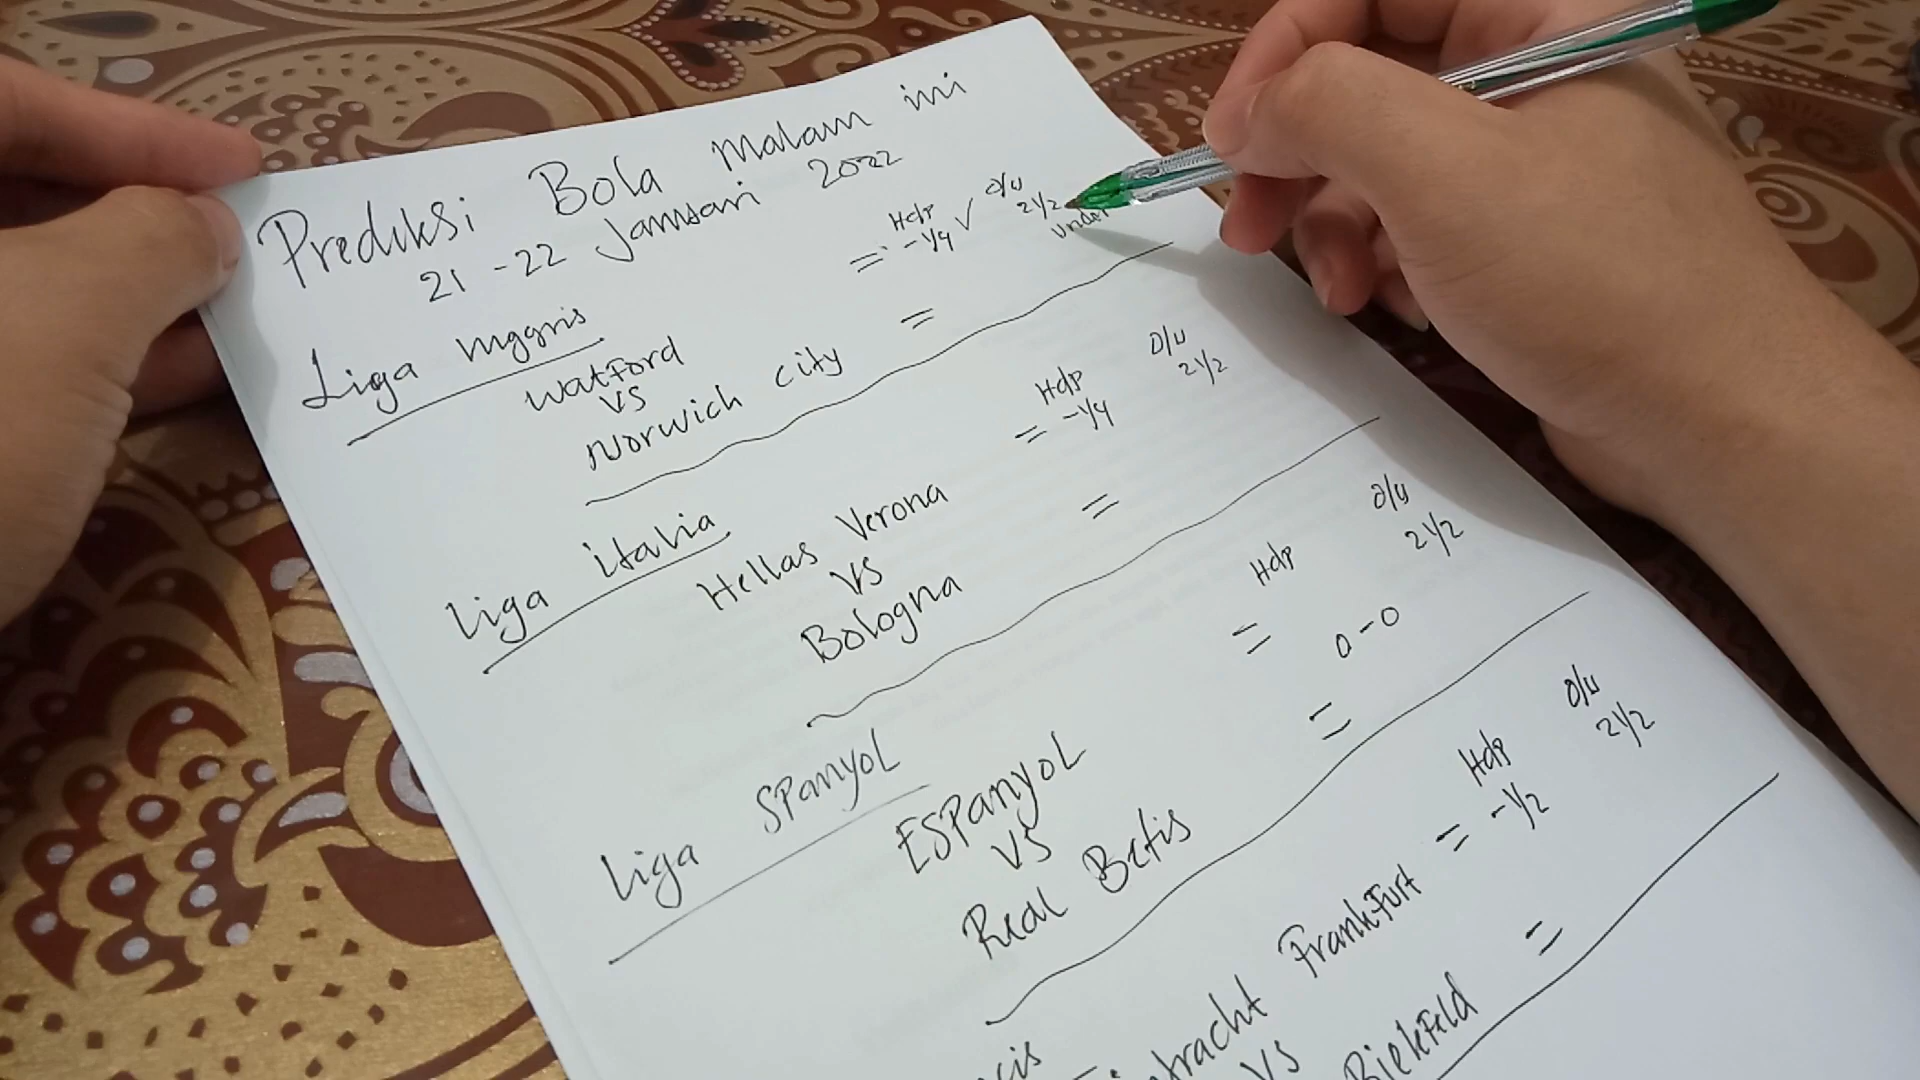 Prediksi Bola Malam ini
21 - 22 Januari 2022
Liga Inggris
Hdp O/U
Watford = -1/4 √ 2 1/2
vs under
Norwich city =
Liga italia
Hdp O/U
Hellas Verona = -1/4 2 1/2
VS
Bologna =
Liga SPanyoL
Hdp O/U
ESPanyoL = 0-0 2 1/2
VS
Real Betis =
Hdp O/U
Frankfurt = -1/2 2 1/2
VS
Bielefeld =